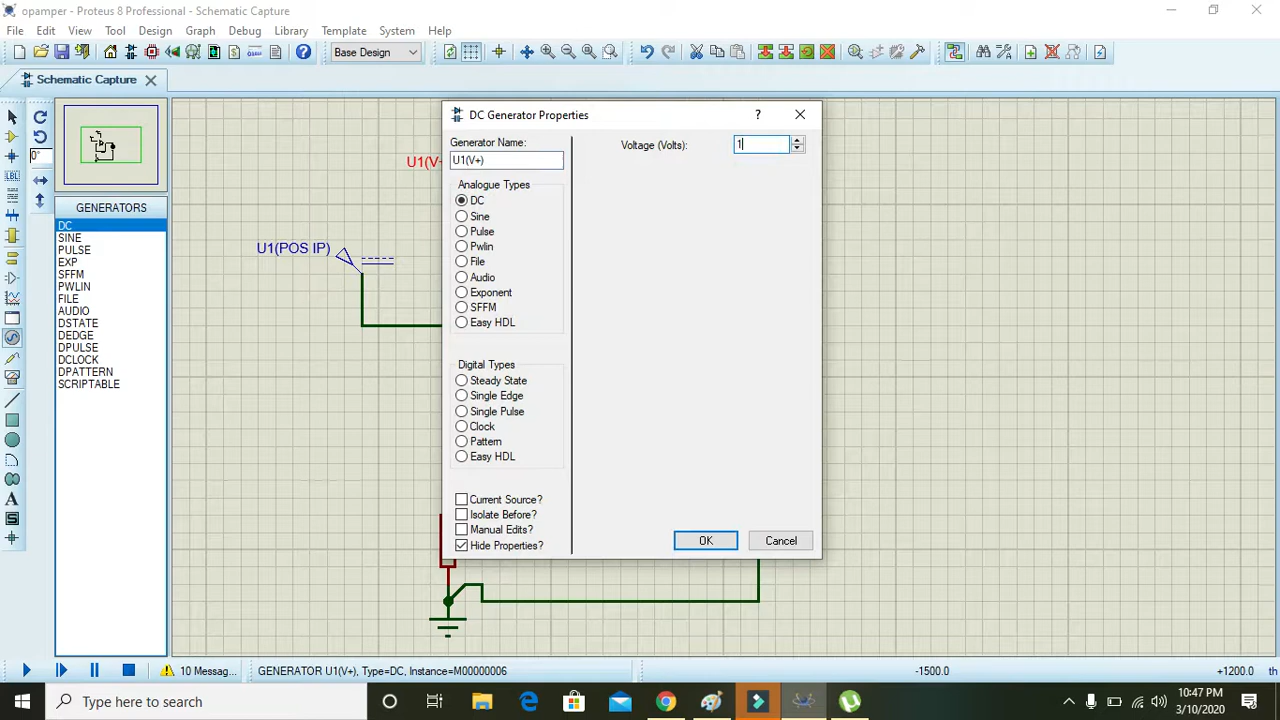 opamper - Proteus 8 Professional - Schematic Capture
File Edit View Tool Design Graph Debug Library Template System Help
Base Design
Schematic Capture
DC Generator Properties ?
Generator Name:
U1(V+)
Voltage (Volts): 1
Analogue Types
DC
Sine
Pulse
Pwlin
File
Audio
Exponent
SFFM
Easy HDL
Digital Types
Steady State
Single Edge
Single Pulse
Clock
Pattern
Easy HDL
Current Source?
Isolate Before?
Manual Edits?
Hide Properties?
OK Cancel
0°
GENERATORS
DC
SINE
PULSE
EXP
SFFM
PWLIN
FILE
AUDIO
DSTATE
DEDGE
DPULSE
DCLOCK
DPATTERN
SCRIPTABLE
U1(V+
U1(POS IP)
10 Messag... GENERATOR U1(V+), Type=DC, Instance=M00000006 -1500.0 +1200.0 th
Type here to search
10:47 PM
3/10/2020